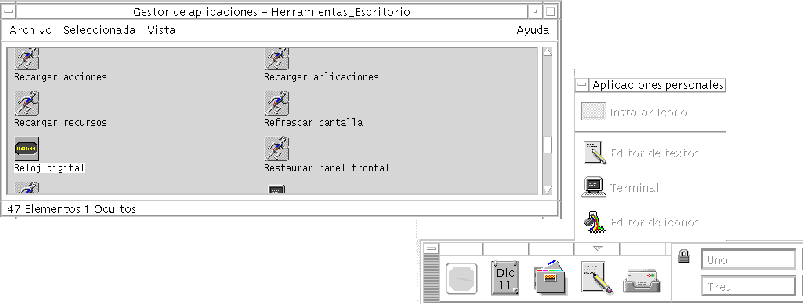 Gestor de aplicaciones - Herramientas_Escritorio
Archivo Seleccionada Vista Ayuda
Recargar acciones Recargar aplicaciones
Recargar recursos Refrescar pantalla
Reloj digital Restaurar panel frontal
47 Elementos 1 Ocultos
Aplicaciones personales
Instalar icono
Editor de textos
Terminal
Editor de iconos
Dic
11
Uno
Tres